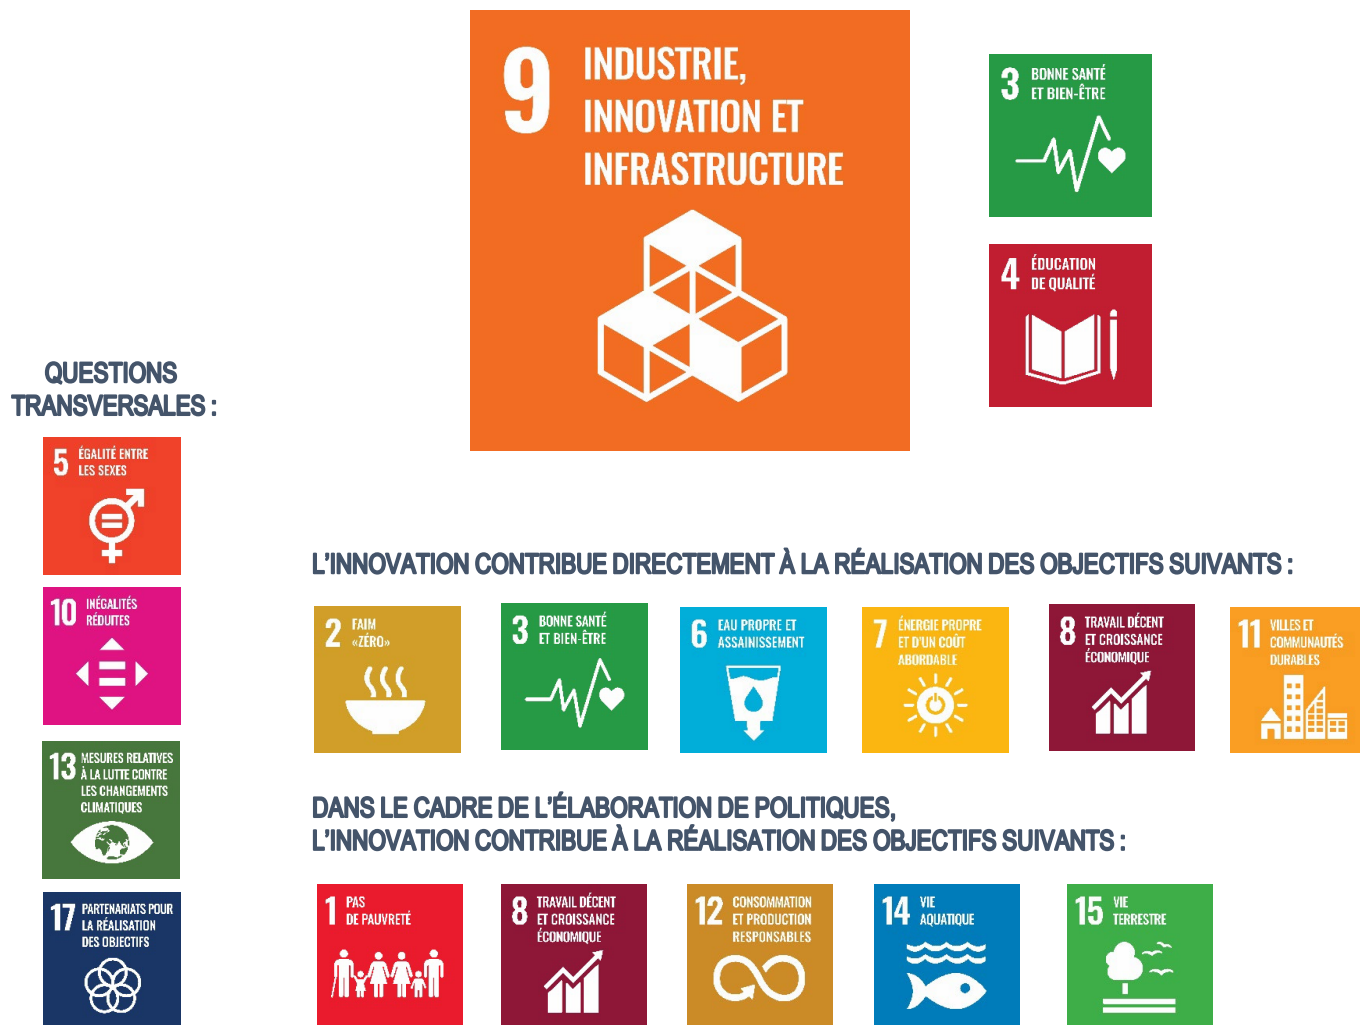 9 INDUSTRIE,
INNOVATION ET
INFRASTRUCTURE
3 BONNE SANTÉ
ET BIEN-ÊTRE
4 ÉDUCATION
DE QUALITÉ
QUESTIONS
TRANSVERSALES :
5 ÉGALITÉ ENTRE
LES SEXES
10 INÉGALITÉS
RÉDUITES
13 MESURES RELATIVES
À LA LUTTE CONTRE
LES CHANGEMENTS
CLIMATIQUES
17 PARTENARIATS POUR
LA RÉALISATION
DES OBJECTIFS
L'INNOVATION CONTRIBUE DIRECTEMENT À LA RÉALISATION DES OBJECTIFS SUIVANTS :
2 FAIM
«ZÉRO»
3 BONNE SANTÉ
ET BIEN-ÊTRE
6 EAU PROPRE ET
ASSAINISSEMENT
7 ÉNERGIE PROPRE
ET D'UN COÛT
ABORDABLE
8 TRAVAIL DÉCENT
ET CROISSANCE
ÉCONOMIQUE
11 VILLES ET
COMMUNAUTÉS
DURABLES
DANS LE CADRE DE L'ÉLABORATION DE POLITIQUES,
L'INNOVATION CONTRIBUE À LA RÉALISATION DES OBJECTIFS SUIVANTS :
1 PAS
DE PAUVRETÉ
8 TRAVAIL DÉCENT
ET CROISSANCE
ÉCONOMIQUE
12 CONSOMMATION
ET PRODUCTION
RESPONSABLES
14 VIE
AQUATIQUE
15 VIE
TERRESTRE